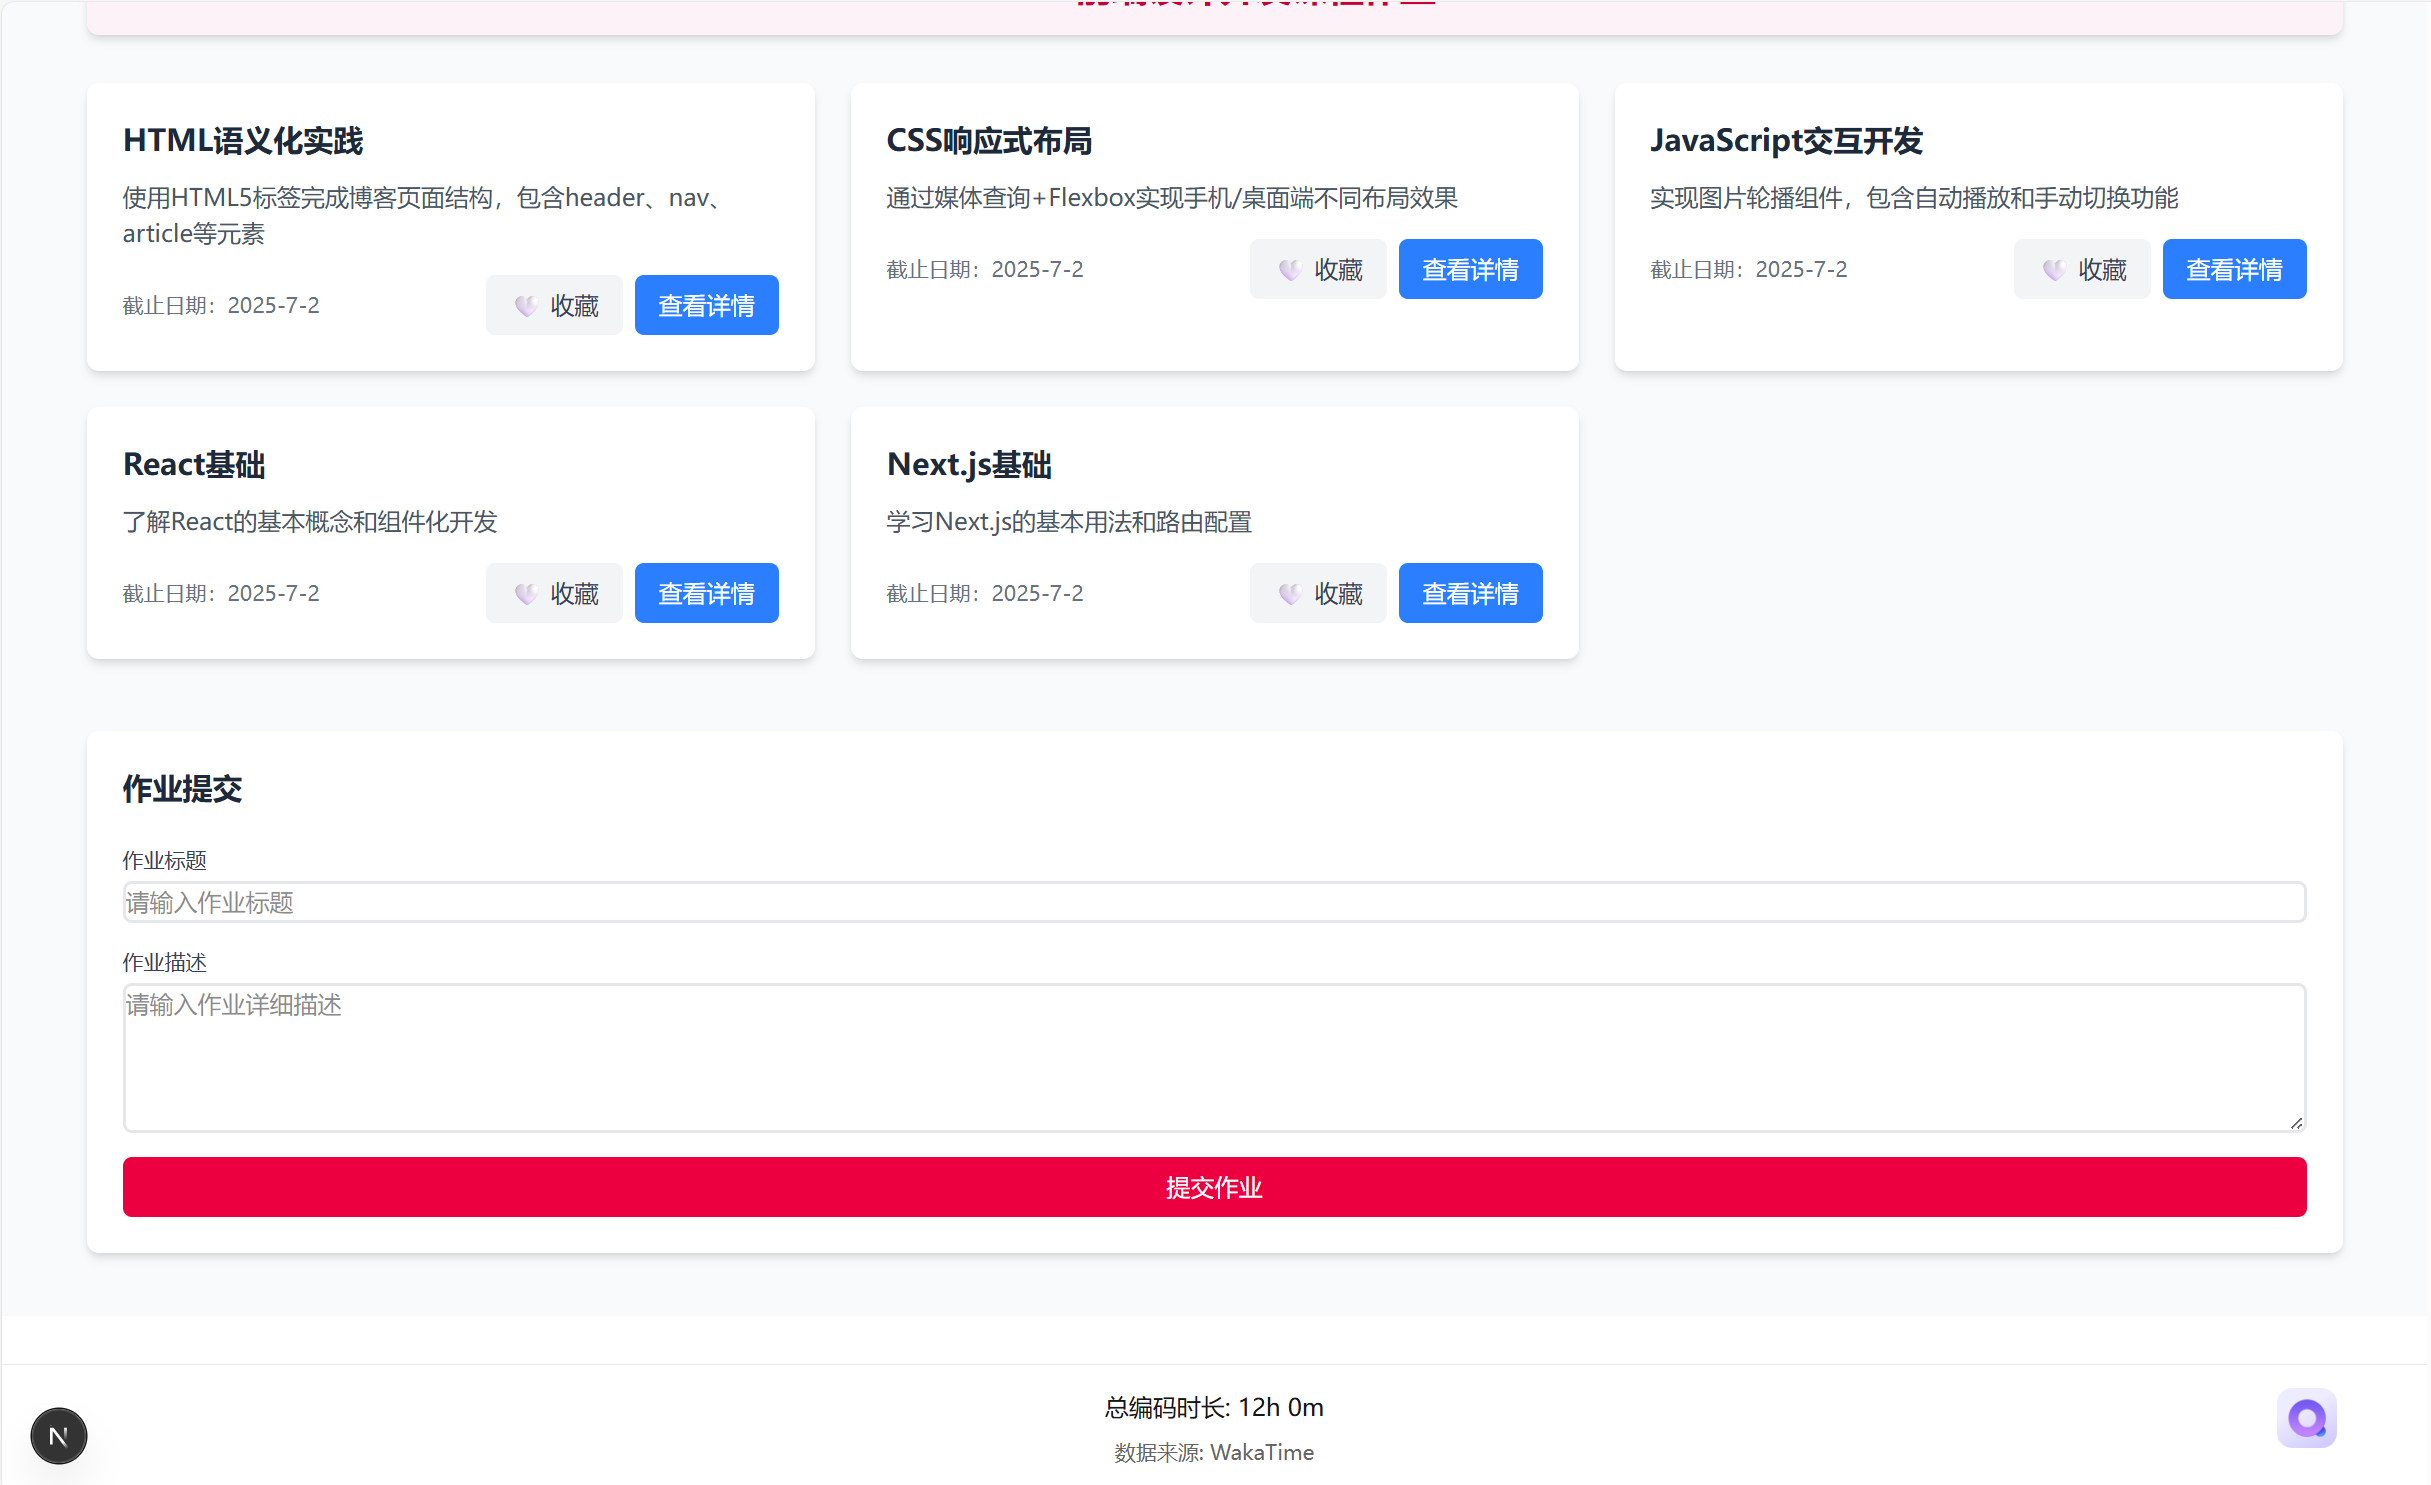 HTML语义化实践
使用HTML5标签完成博客页面结构，包含header、nav、
article等元素
截止日期：2025-7-2
收藏
查看详情
CSS响应式布局
通过媒体查询+Flexbox实现手机/桌面端不同布局效果
截止日期：2025-7-2
收藏
查看详情
JavaScript交互开发
实现图片轮播组件，包含自动播放和手动切换功能
截止日期：2025-7-2
收藏
查看详情
React基础
了解React的基本概念和组件化开发
截止日期：2025-7-2
收藏
查看详情
Next.js基础
学习Next.js的基本用法和路由配置
截止日期：2025-7-2
收藏
查看详情
作业提交
作业标题
请输入作业标题
作业描述
请输入作业详细描述
提交作业
总编码时长: 12h 0m
数据来源: WakaTime
N